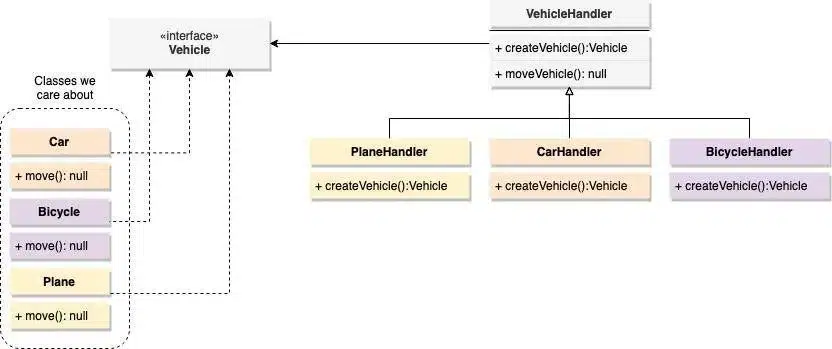 VehicleHandler
+ createVehicle():Vehicle
+ moveVehicle(): null
«interface»
Vehicle
Classes we
care about
Car
+ move(): null
Bicycle
+ move(): null
Plane
+ move(): null
PlaneHandler
+ createVehicle():Vehicle
CarHandler
+ createVehicle():Vehicle
BicycleHandler
+ createVehicle():Vehicle